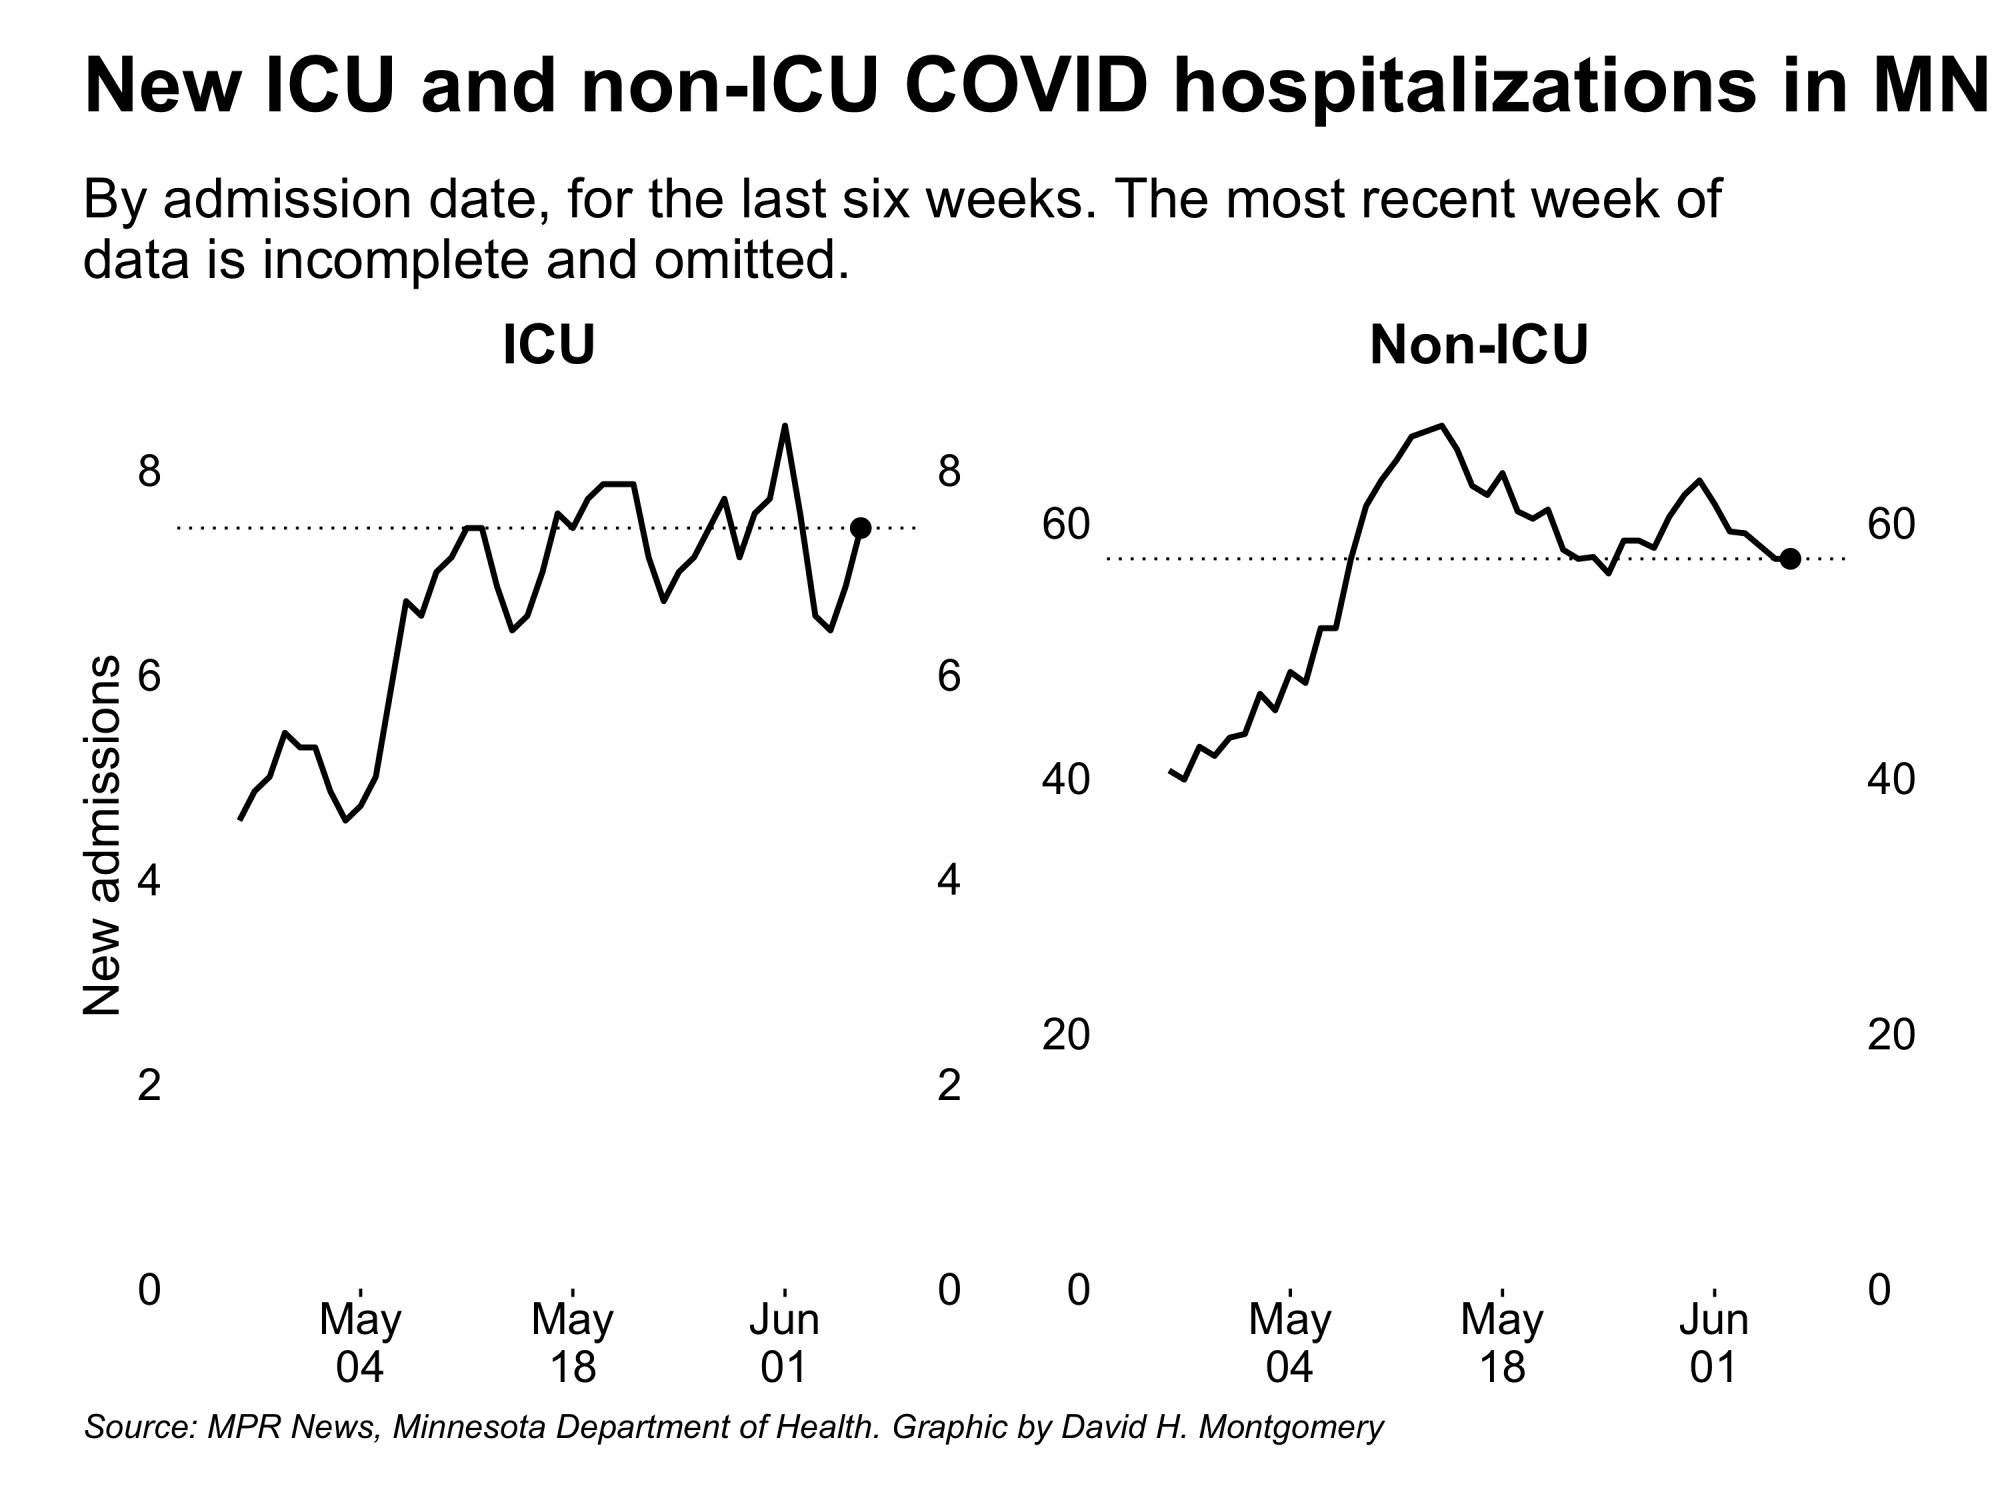 New ICU and non-ICU COVID hospitalizations in MN
By admission date, for the last six weeks. The most recent week of
data is incomplete and omitted.
ICU
New admissions
8
6
4
2
0
8
6
4
2
0
May
04
May
18
Jun
01
Non-ICU
60
40
20
0
60
40
20
0
May
04
May
18
Jun
01
Source: MPR News, Minnesota Department of Health. Graphic by David H. Montgomery